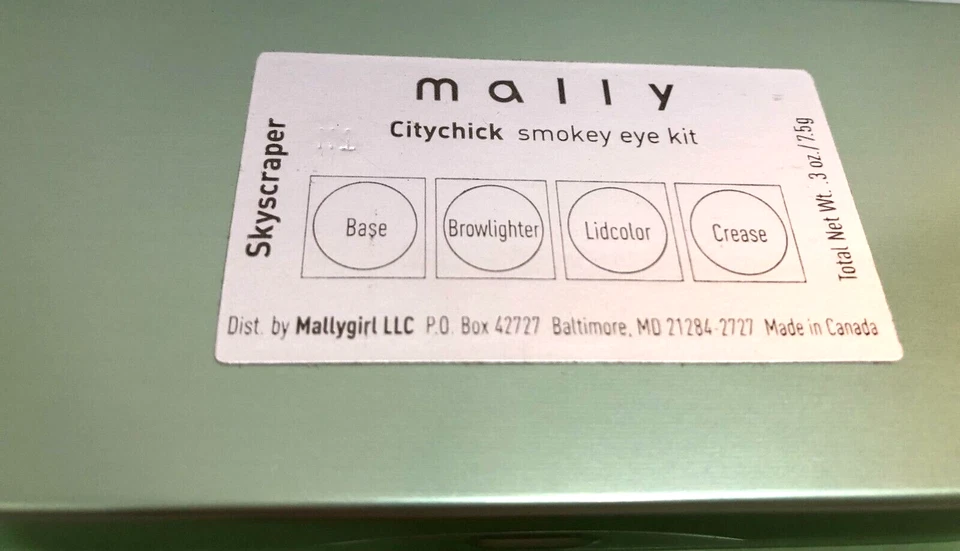 mally
Citychick smokey eye kit
Skyscraper
Base
Browlighter
Lidcolor
Crease
Total Net Wt. .3 oz./7.5g
Dist. by Mallygirl LLC P.O. Box 42727 Baltimore, MD 21284-2727 Made in Canada